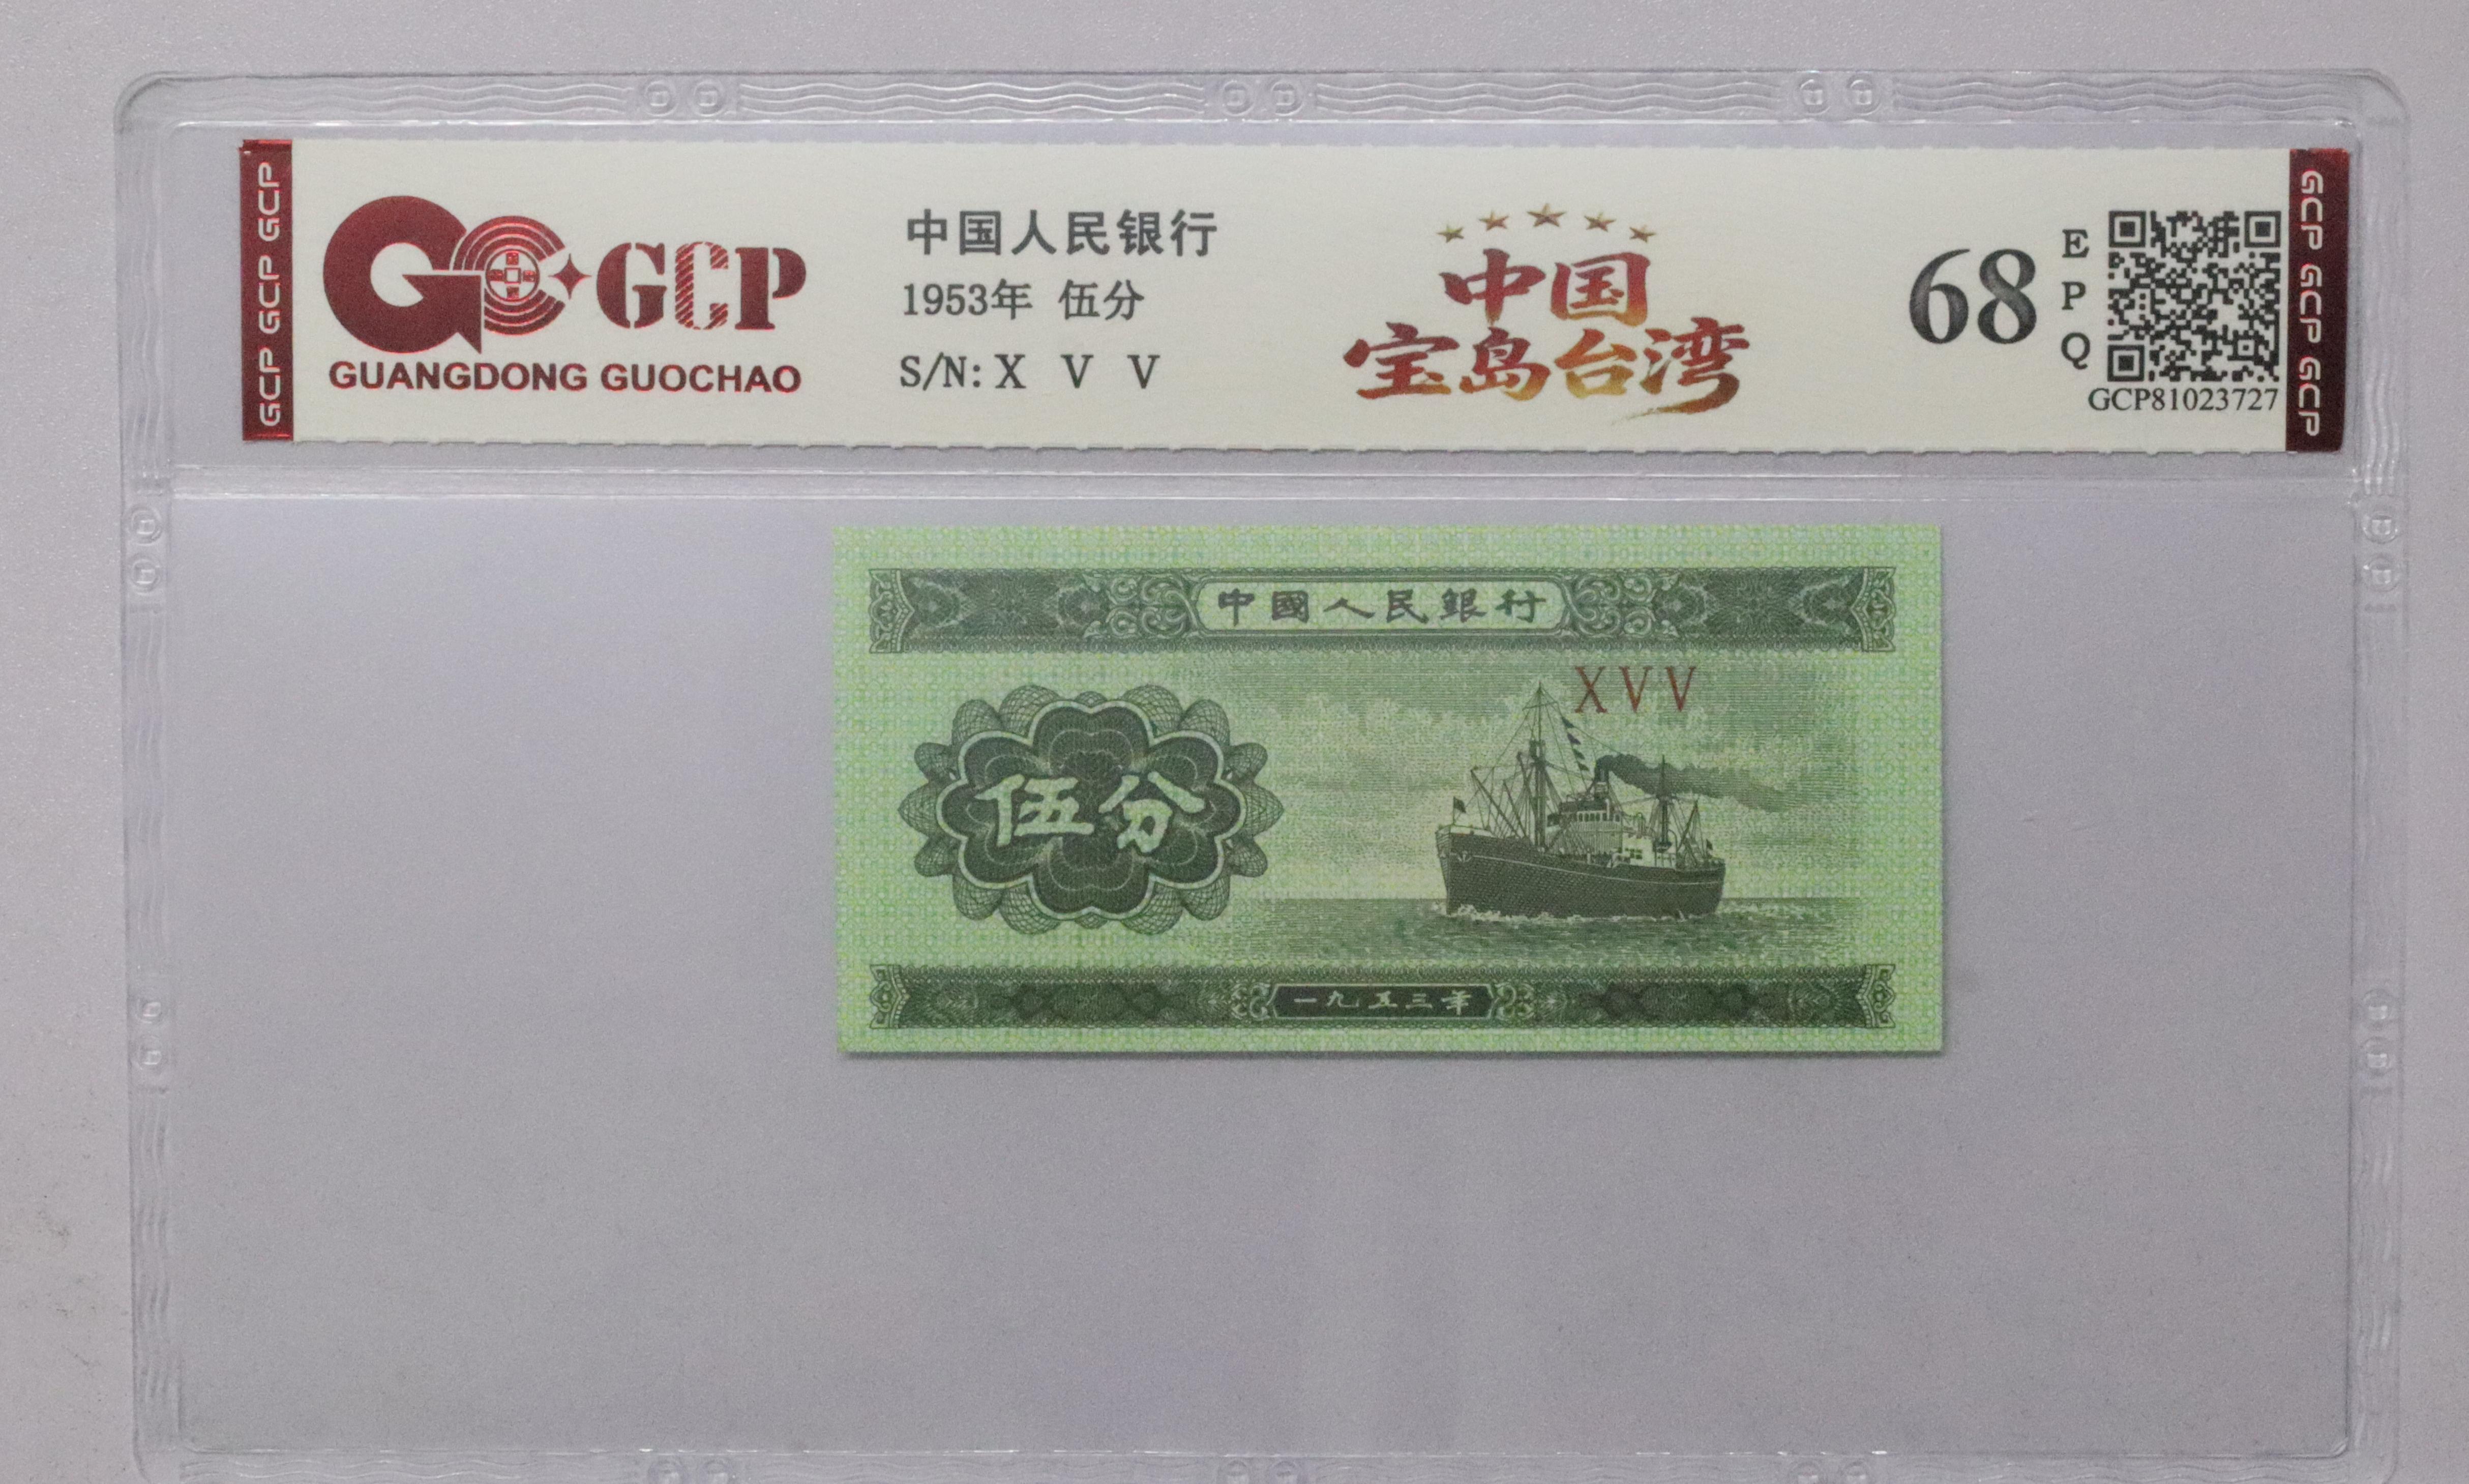 GCP GCP GCP
GCP
GUANGDONG GUOCHAO
中国人民银行
1953年 伍分
S/N: X V V
中国
宝岛台湾
68
E
P
Q
GCP81023727
GCP GCP GCP
中國人民銀行
XVV
伍分
一九五三年